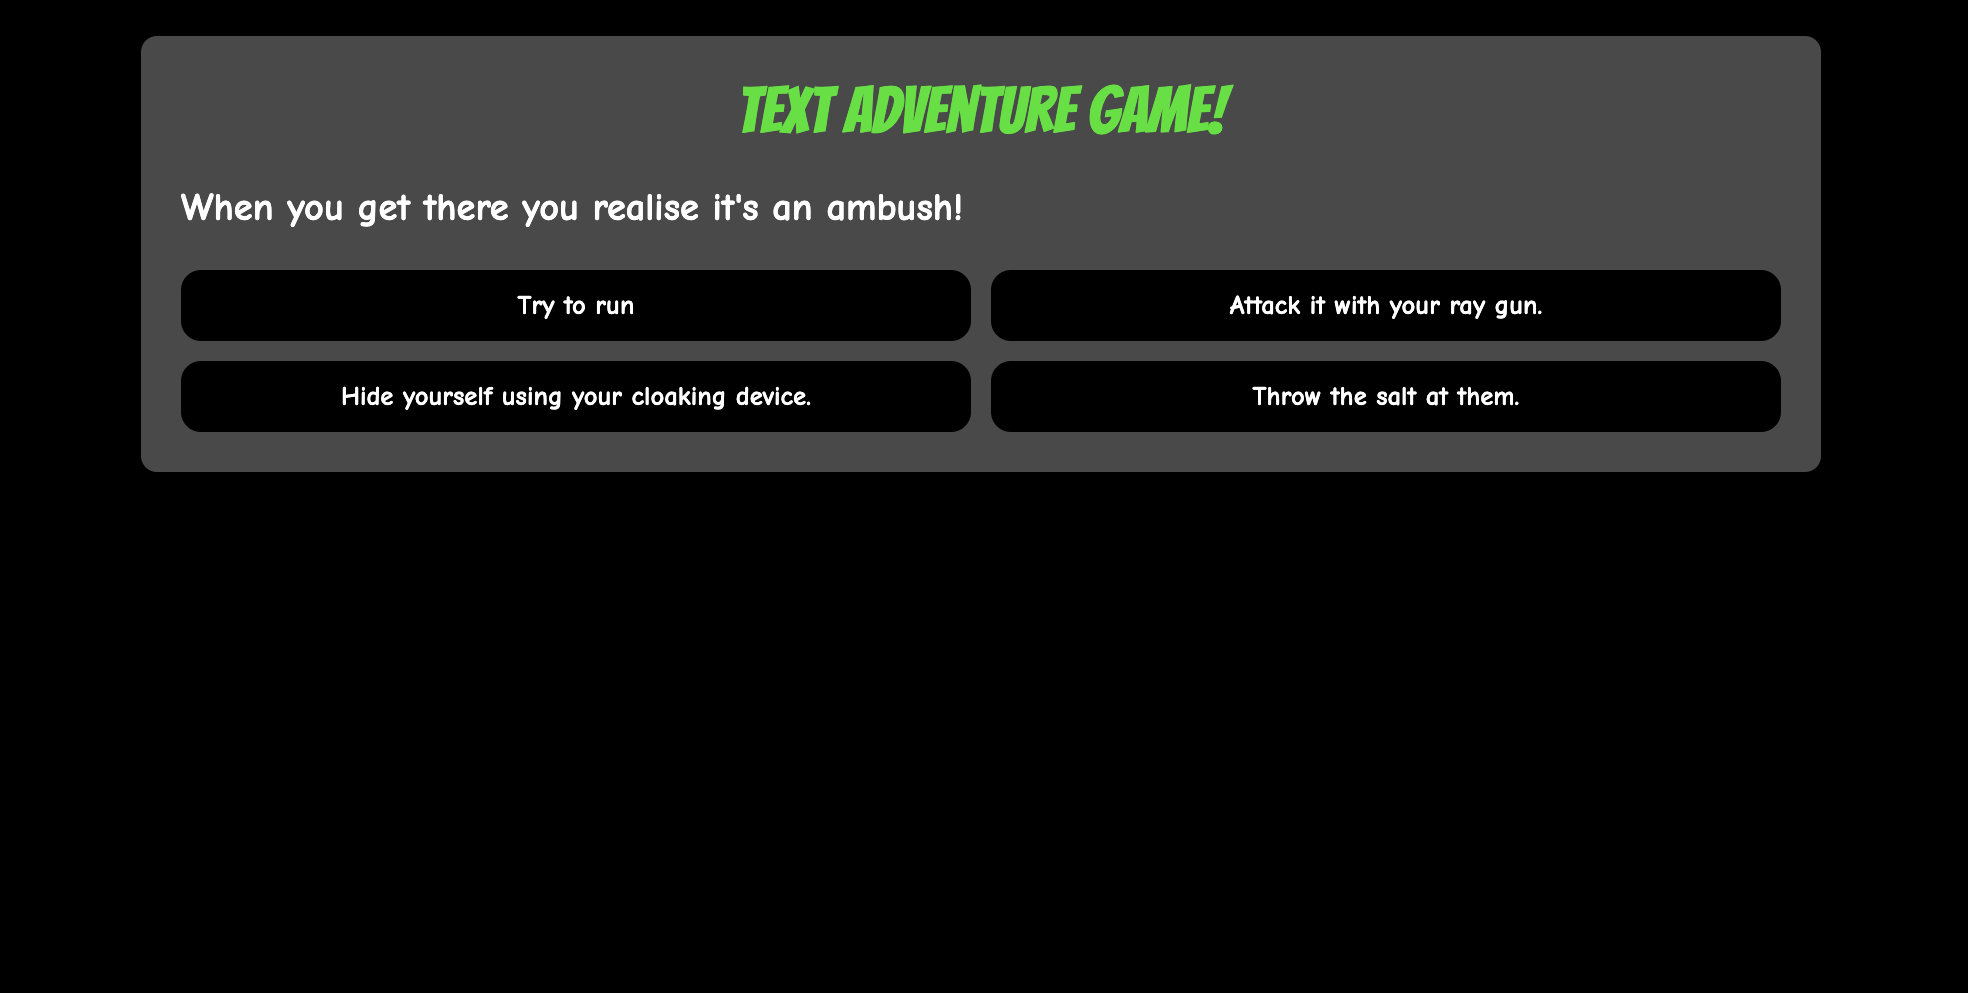 TEXT ADVENTURE GAME!
When you get there you realise it's an ambush!
Try to run
Attack it with your ray gun.
Hide yourself using your cloaking device.
Throw the salt at them.